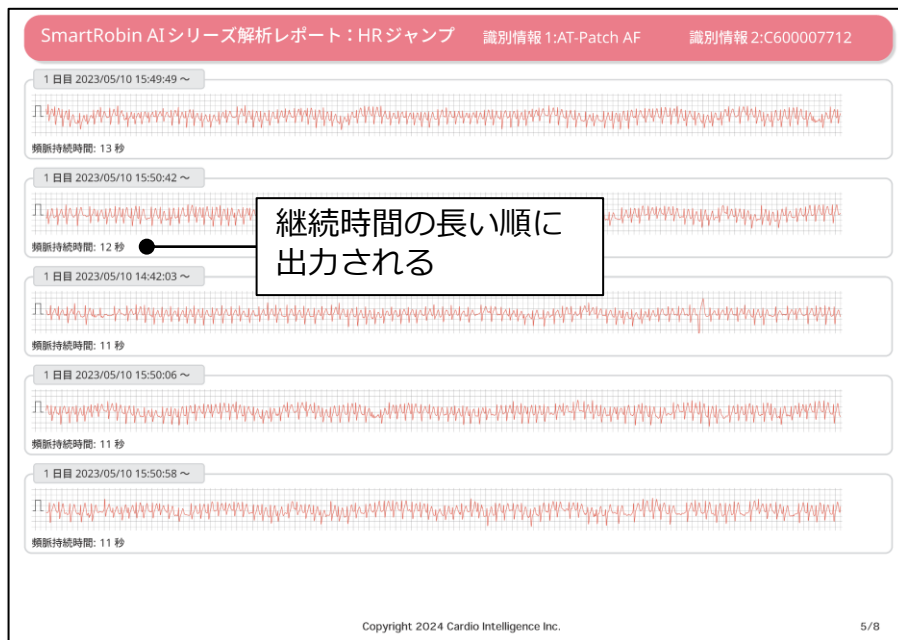 SmartRobin AIシリーズ解析レポート：HRジャンプ 識別情報1:AT-Patch AF 識別情報2:C600007712
1日目 2023/05/10 15:49:49 ～
頻脈持続時間: 13 秒
1日目 2023/05/10 15:50:42 ～
継続時間の長い順に
出力される
頻脈持続時間: 12 秒
1日目 2023/05/10 14:42:03 ～
頻脈持続時間: 11 秒
1日目 2023/05/10 15:50:06 ～
頻脈持続時間: 11 秒
1日目 2023/05/10 15:50:58 ～
頻脈持続時間: 11 秒
Copyright 2024 Cardio Intelligence Inc. 5/8